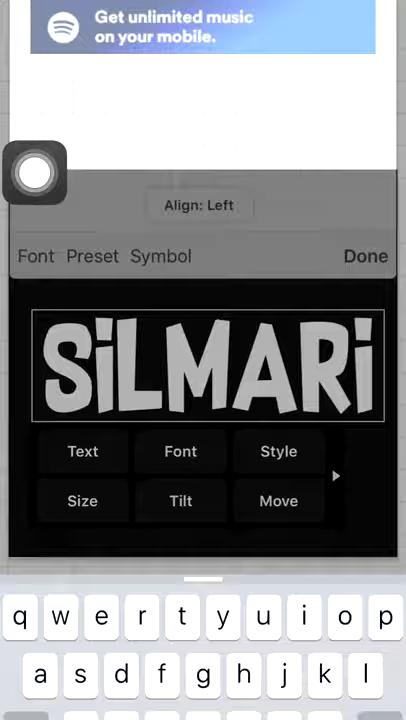 Get unlimited music
on your mobile.
Align: Left
Font Preset Symbol Done
SiLMARi
Text Font Style
Size Tilt Move
q w e r t y u i o p
a s d f g h j k l